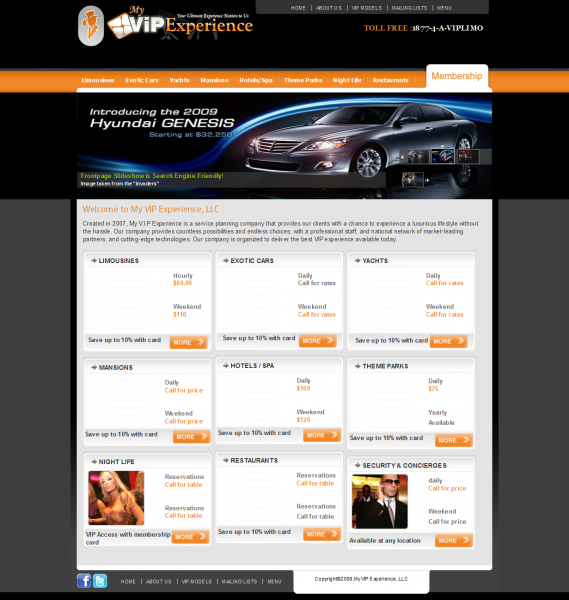 HOME | ABOUT US | VIP MODELS | MAILING LISTS | MENU
My
ViP Experience
Your Ultimate Experience Matters to Us
TOLL FREE :1877-4-A-VIPLIMO
Limousines | Exotic Cars | Yachts | Mansions | Hotels/Spa | Theme Parks | Night Life | Restaurants |
Membership
Introducing the 2009
Hyundai GENESIS
Starting at $32,250
Frontpage Slideshow is Search Engine Friendly!
Image taken from the "Invaders"
Welcome to My VIP Experience, LLC
Created in 2007, My V.I.P Experience is a service planning company that provides our clients with a chance to experience a luxurious lifestyle without
the hassle. Our company provides countless possibilities and endless choices, with a professional staff, and national network of market-leading
partners, and cutting-edge technologies. Our company is organized to deliver the best VIP experience available today.
LIMOUSINES
Hourly
$60.00
Weekend
$110
Save up to 10% with card
MORE
EXOTIC CARS
Daily
Call for rates
Weekend
Call for rates
Save up to 10% with card
MORE
YACHTS
Daily
Call for rates
Weekend
Call for rates
Save up to 10% with card
MORE
MANSIONS
Daily
Call for price
Weekend
Call for price
Save up to 10% with card
MORE
HOTELS / SPA
Daily
$109
Weekend
$129
Save up to 10% with card
MORE
THEME PARKS
Daily
$75
Yearly
Available
Save up to 10% with card
MORE
NIGHT LIFE
Reservations
Call for table
Weekend
Call for table
VIP Access with membership
card
MORE
RESTAURANTS
Reservations
Call for table
Reservations
Call for table
Save up to 10% with card
MORE
SECURITY & CONCIERGES
daily
Call for price
Weekend
Call for price
Available at any location
MORE
HOME | ABOUT US | VIP MODELS | MAILING LISTS | MENU
Copyright©2009,My VIP Experience, LLC